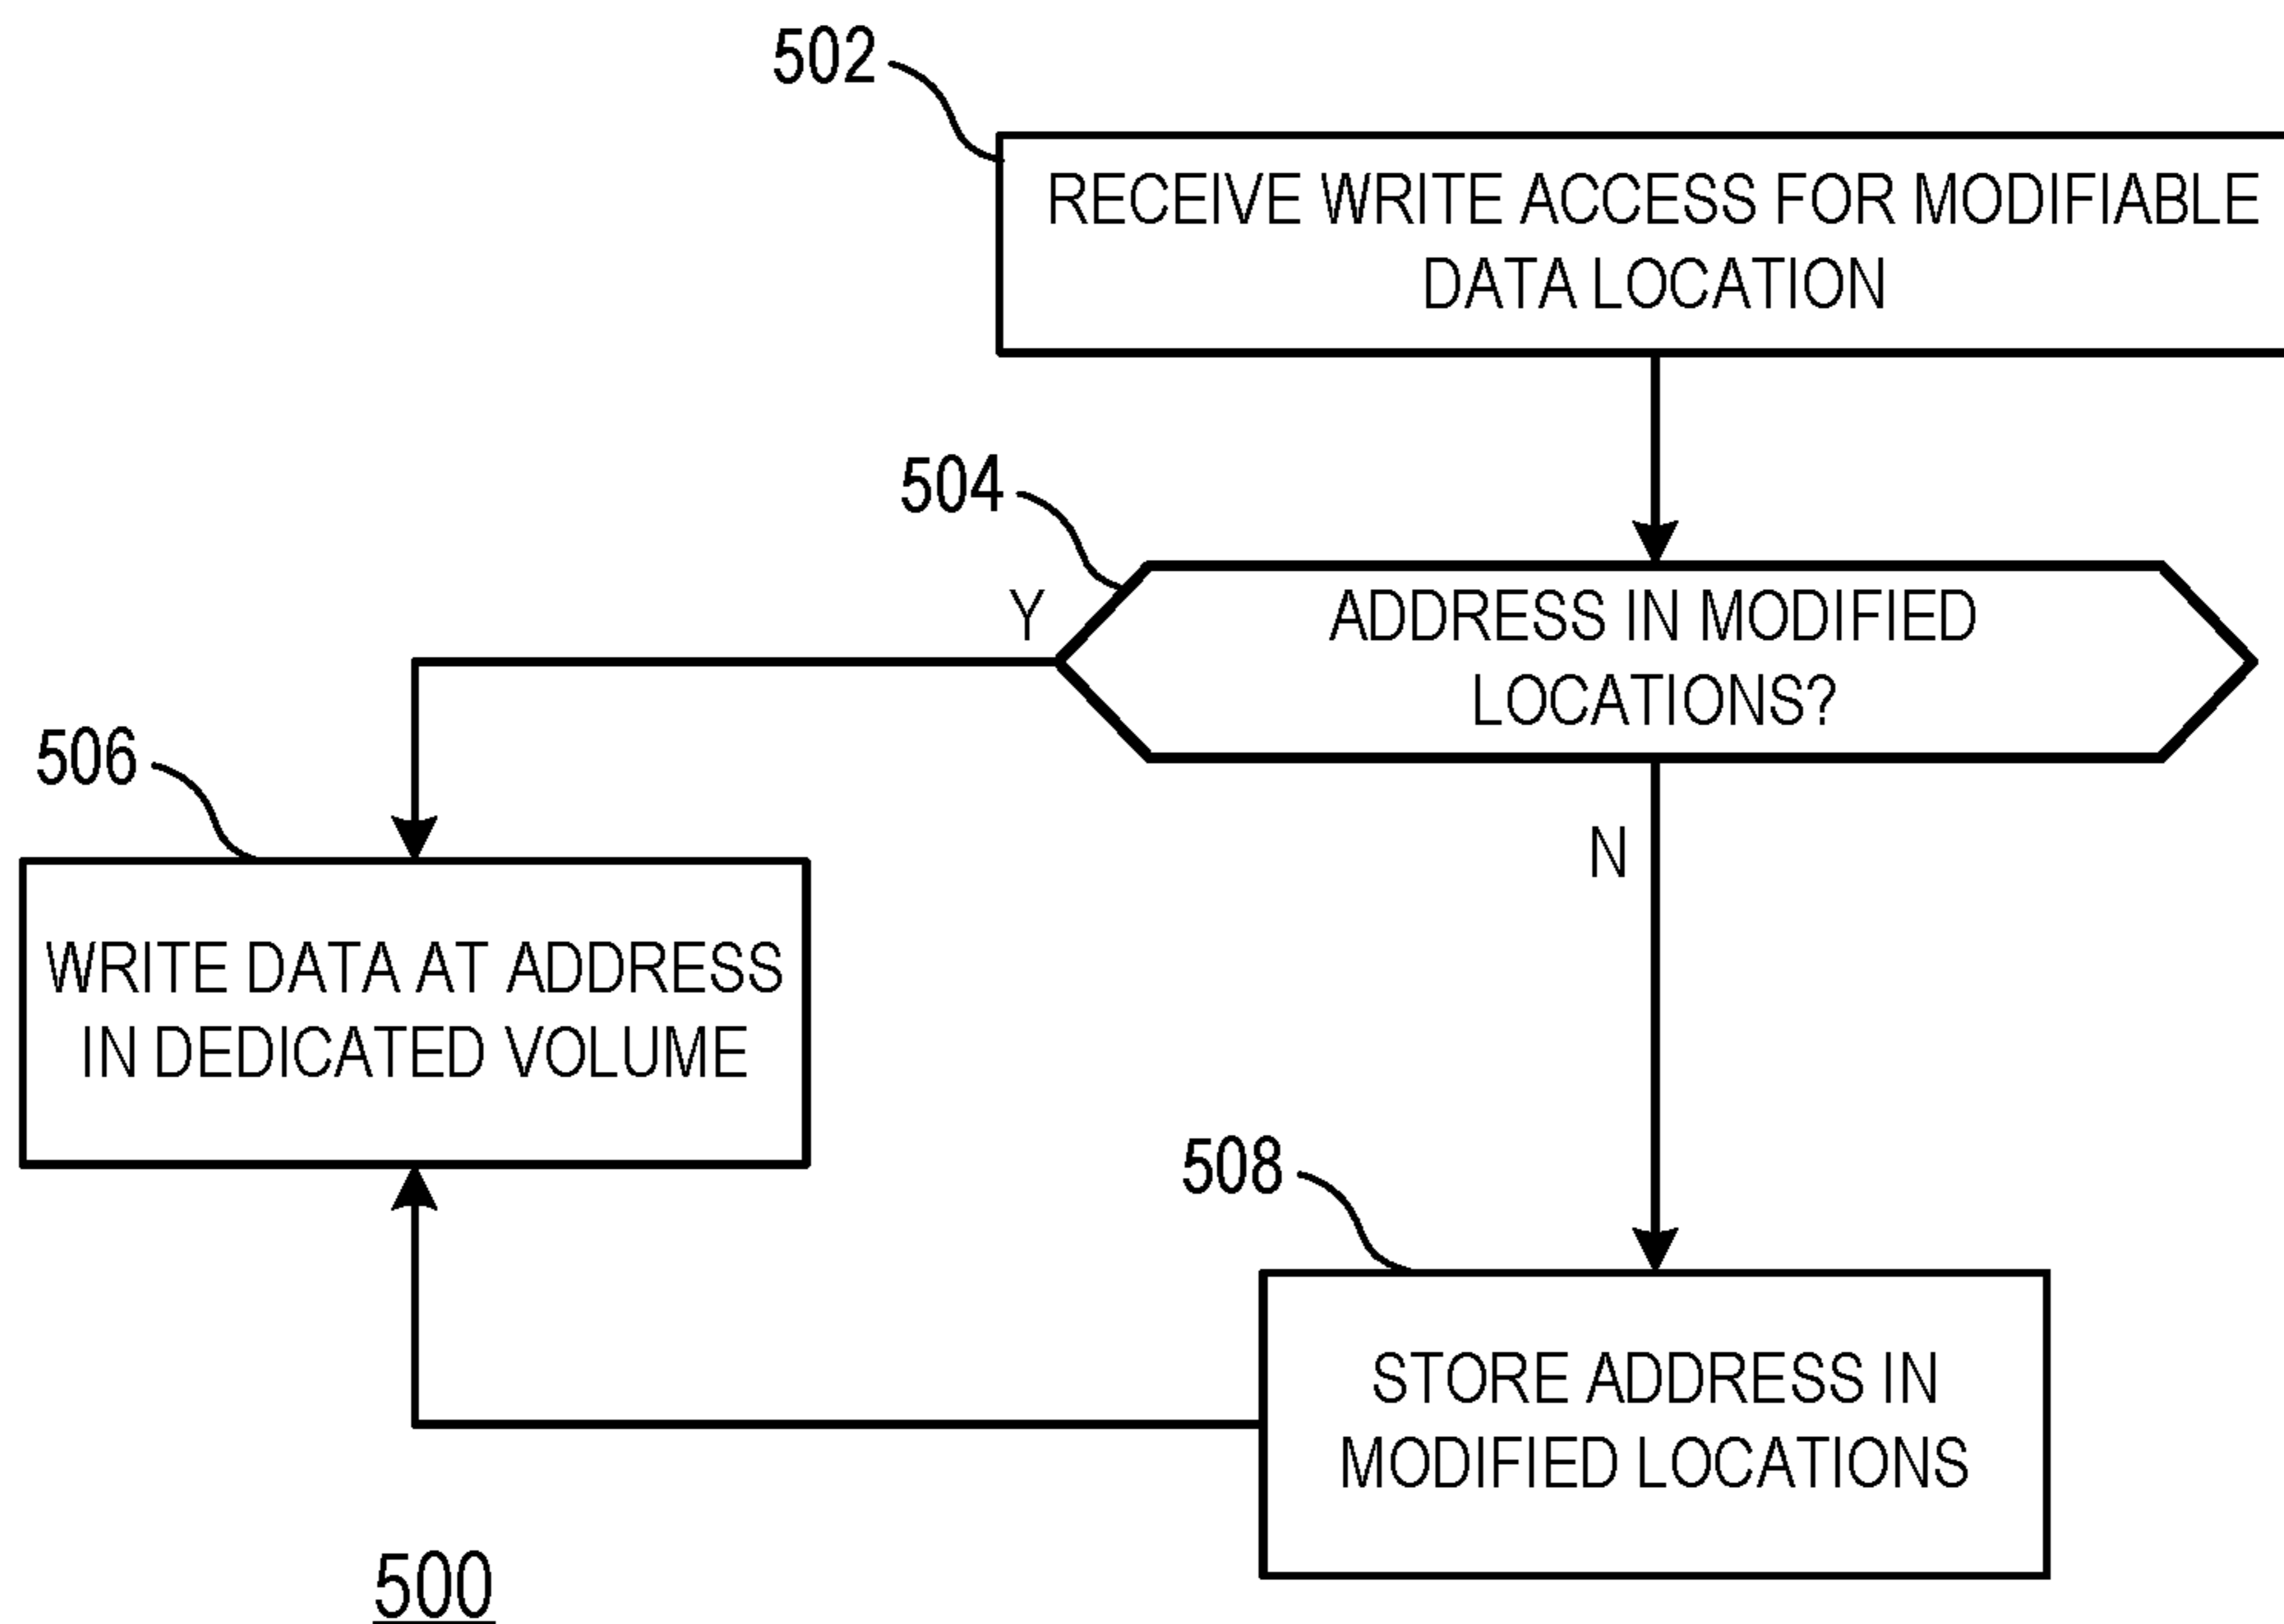 502
RECEIVE WRITE ACCESS FOR MODIFIABLE
DATA LOCATION
504
Y
ADDRESS IN MODIFIED
LOCATIONS?
506
N
WRITE DATA AT ADDRESS
IN DEDICATED VOLUME
508
STORE ADDRESS IN
MODIFIED LOCATIONS
500